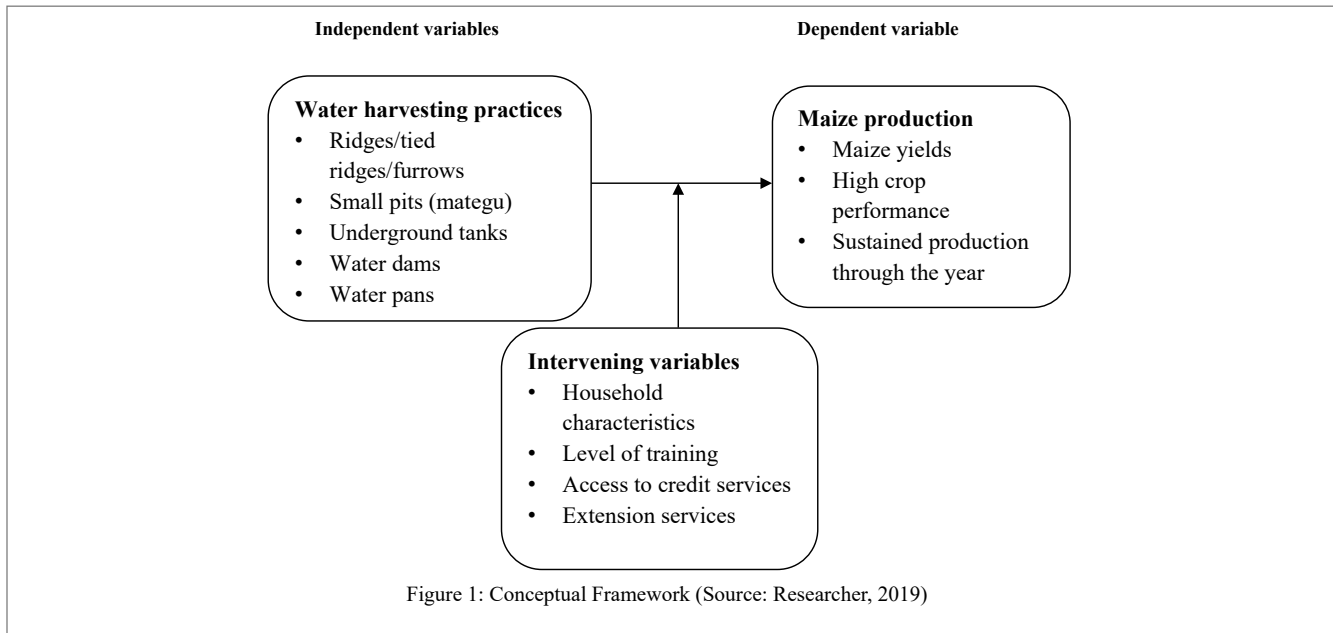 Independent variables
Dependent variable
Water harvesting practices
• Ridges/tied
ridges/furrows
• Small pits (mategu)
• Underground tanks
• Water dams
• Water pans
Maize production
• Maize yields
• High crop
performance
• Sustained production
through the year
Intervening variables
• Household
characteristics
• Level of training
• Access to credit services
• Extension services
Figure 1: Conceptual Framework (Source: Researcher, 2019)